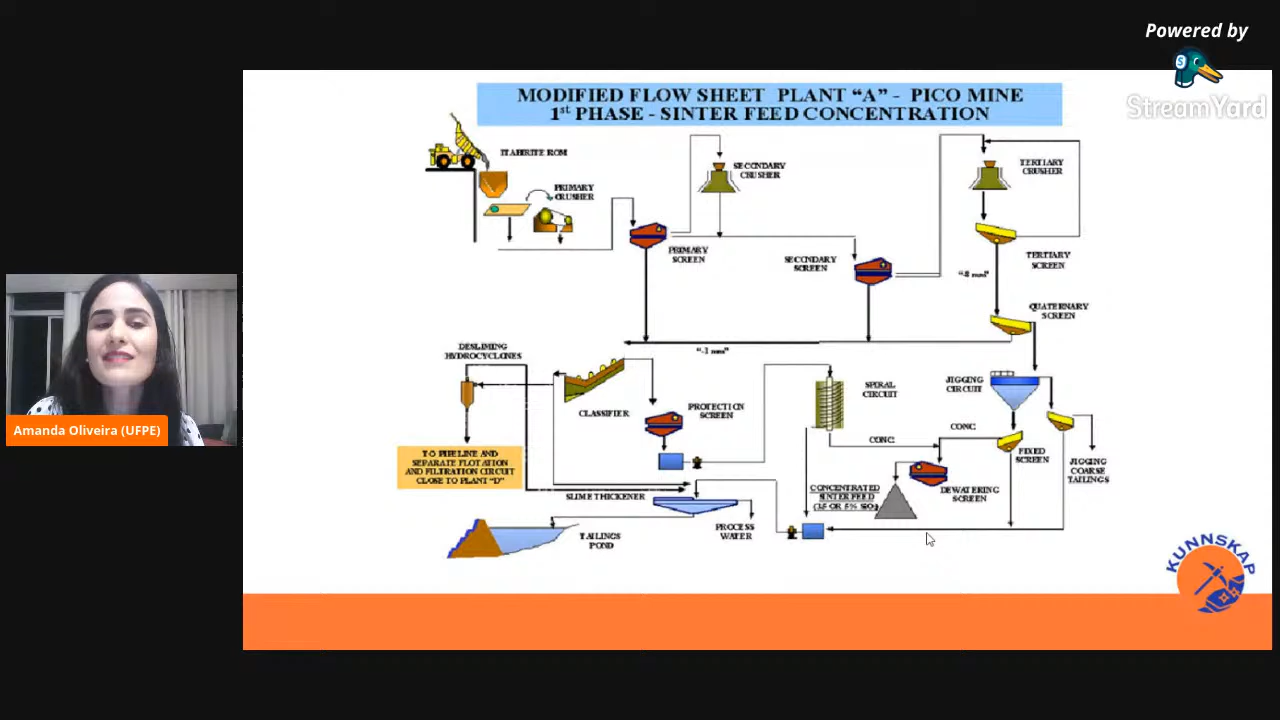 Powered by
StreamYard
MODIFIED FLOW SHEET PLANT “A” - PICO MINE
1st PHASE - SINTER FEED CONCENTRATION
ITABIRITE ROM
PRIMARY
CRUSHER
SECONDARY
CRUSHER
TERTIARY
CRUSHER
PRIMARY
SCREEN
SECONDARY
SCREEN
TERTIARY
SCREEN
“-8 mm”
QUATERNARY
SCREEN
“-1 mm”
DESLIMING
HYDROCYCLONES
CLASSIFIER
PROTECTION
SCREEN
SPIRAL
CIRCUIT
JIGGING
CIRCUIT
CONC.
CONC.
FIXED
SCREEN
JIGGING
COARSE
TAILINGS
TO PIPELINE AND
SEPARATE FLOTATION
AND FILTRATION CIRCUIT
CLOSE TO PLANT “D”
SLIME THICKENER
CONCENTRATED
SINTER FEED
DEWATERING
SCREEN
PROCESS
WATER
TAILINGS
POND
Amanda Oliveira (UFPE)
KUNNSKAP